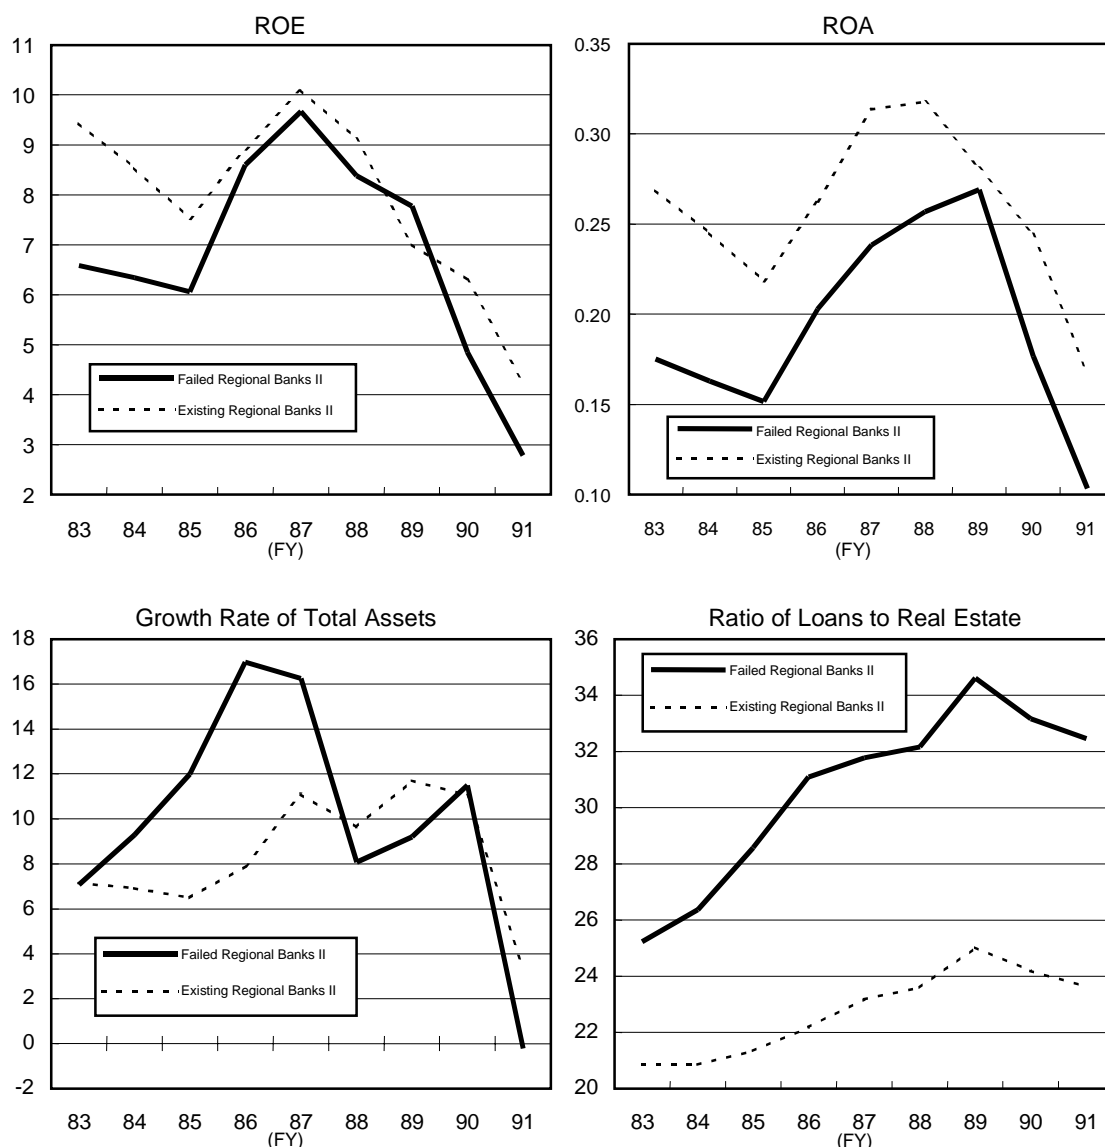 ROE
11
10
9
8
7
6
5
4
3
2
Failed Regional Banks II
Existing Regional Banks II
83 84 85 86 87 88 89 90 91
(FY)
ROA
0.35
0.30
0.25
0.20
0.15
0.10
Failed Regional Banks II
Existing Regional Banks II
83 84 85 86 87 88 89 90 91
(FY)
Growth Rate of Total Assets
18
16
14
12
10
8
6
4
2
0
-2
Failed Regional Banks II
Existing Regional Banks II
83 84 85 86 87 88 89 90 91
(FY)
Ratio of Loans to Real Estate
36
34
32
30
28
26
24
22
20
Failed Regional Banks II
Existing Regional Banks II
83 84 85 86 87 88 89 90 91
(FY)